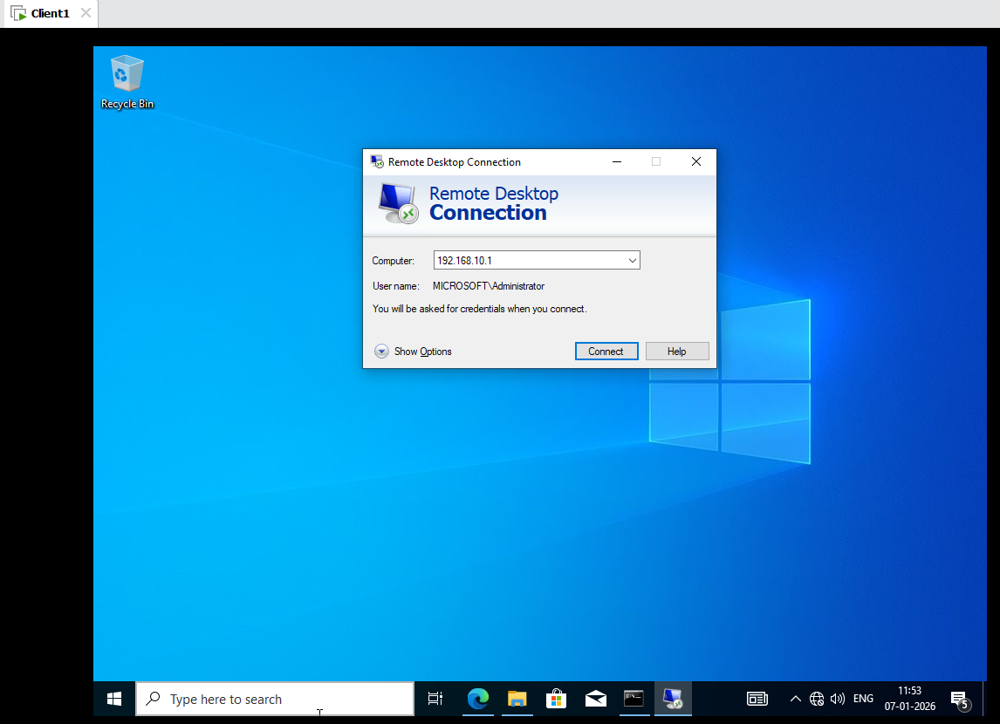 Client1
Recycle Bin
Remote Desktop Connection
Remote Desktop
Connection
Computer: 192.168.10.1
User name: MICROSOFT\Administrator
You will be asked for credentials when you connect.
Show Options Connect Help
Type here to search
ENG
11:53
07-01-2026
5